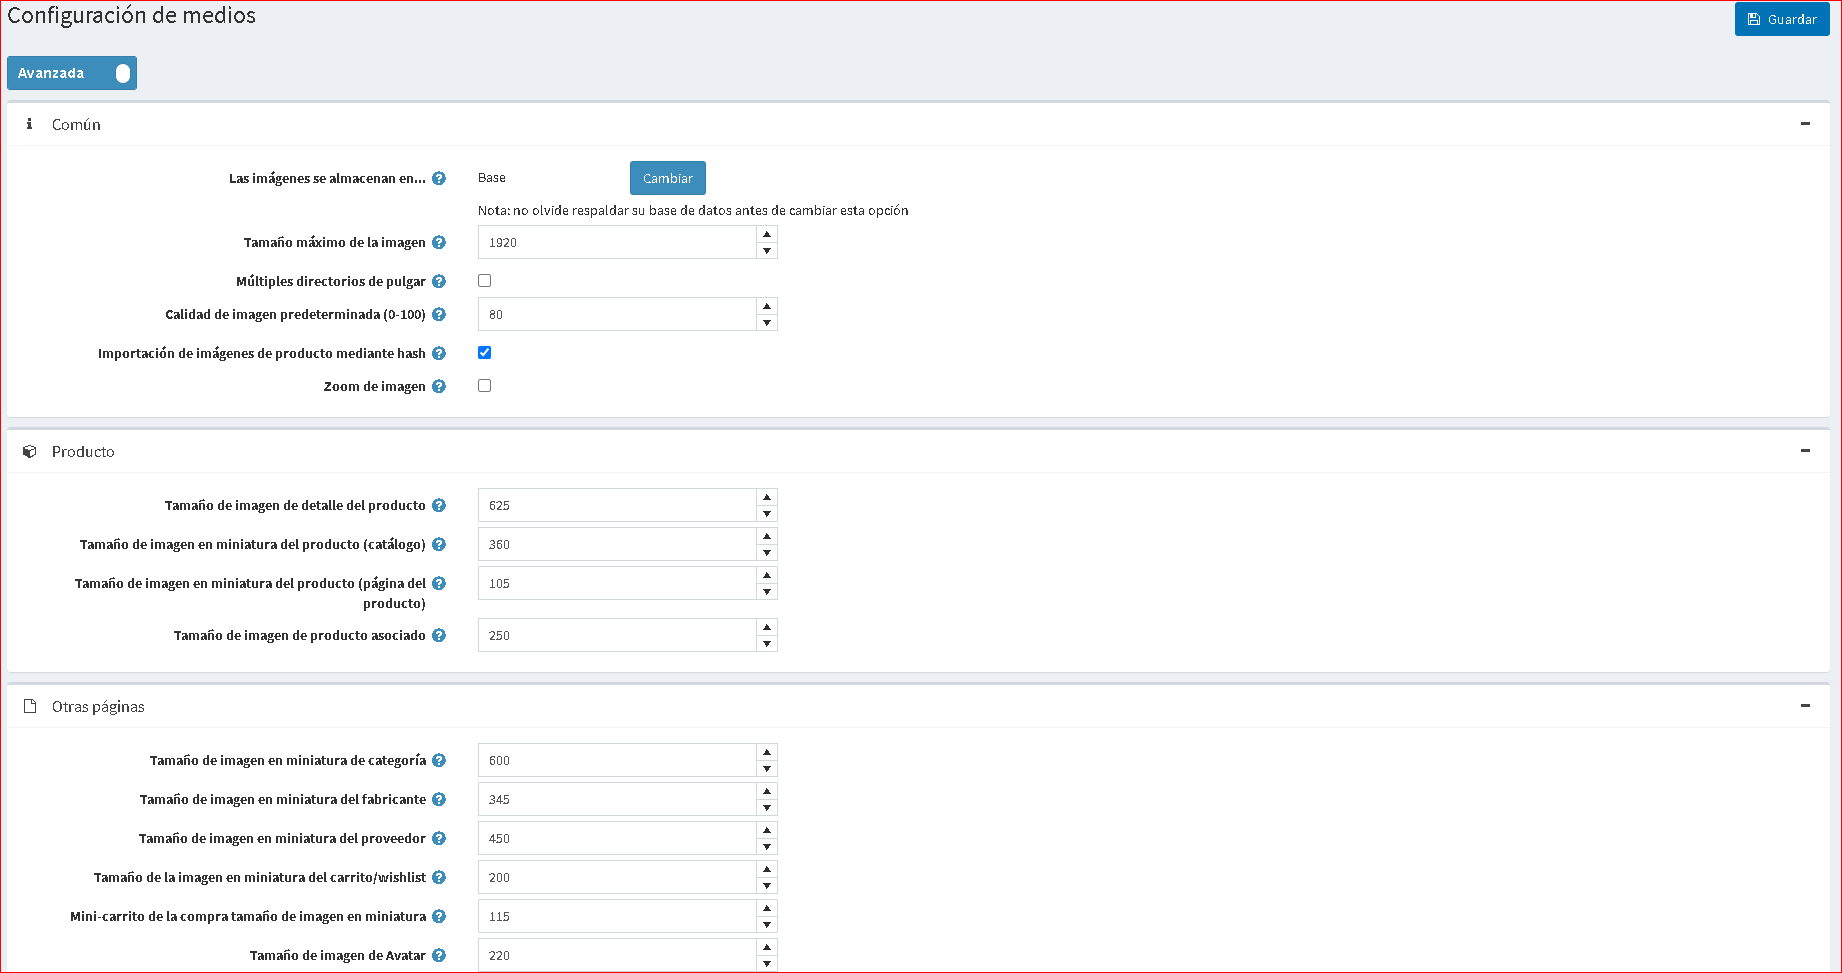 Configuración de medios
Guardar
Avanzada
Común
Las imágenes se almacenan en... Base Cambiar
Nota: no olvide respaldar su base de datos antes de cambiar esta opción
Tamaño máximo de la imagen 1920
Múltiples directorios de pulgar
Calidad de imagen predeterminada (0-100) 80
Importación de imágenes de producto mediante hash
Zoom de imagen
Producto
Tamaño de imagen de detalle del producto 625
Tamaño de imagen en miniatura del producto (catálogo) 360
Tamaño de imagen en miniatura del producto (página del 105
producto)
Tamaño de imagen de producto asociado 250
Otras páginas
Tamaño de imagen en miniatura de categoría 600
Tamaño de imagen en miniatura del fabricante 345
Tamaño de imagen en miniatura del proveedor 450
Tamaño de la imagen en miniatura del carrito/wishlist 200
Mini-carrito de la compra tamaño de imagen en miniatura 115
Tamaño de imagen de Avatar 220